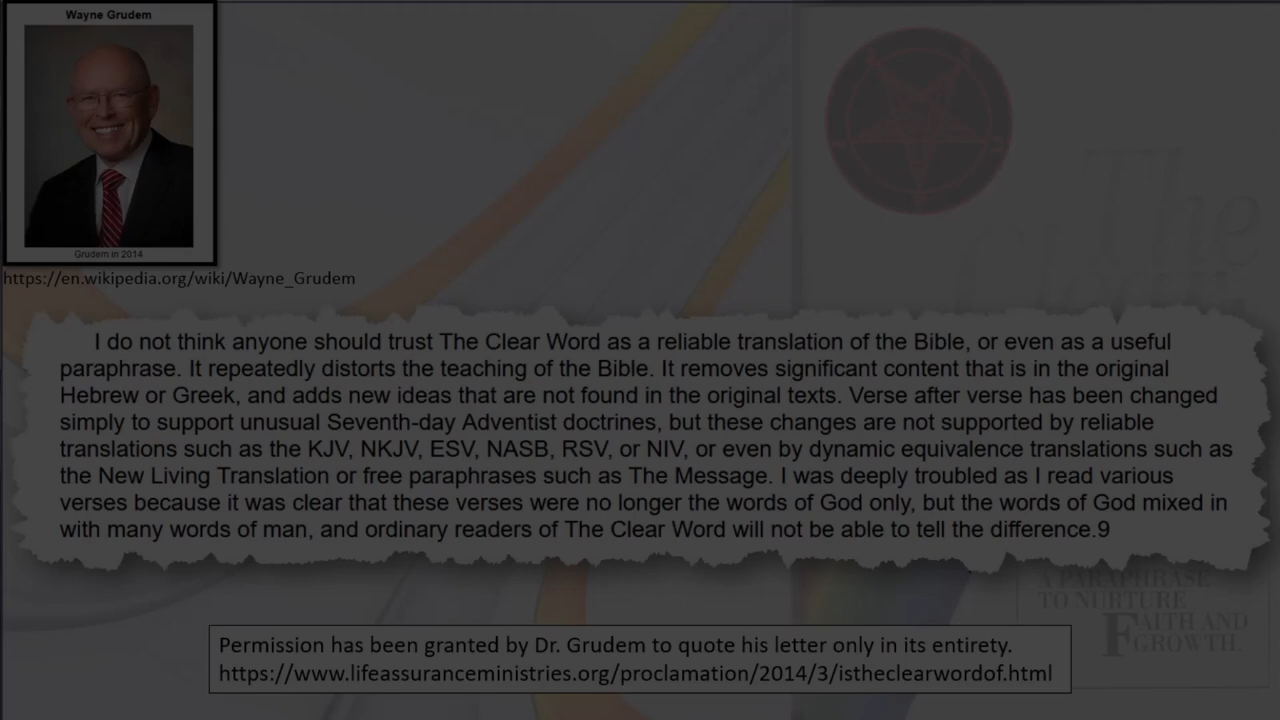 Wayne Grudem
Grudem in 2014
https://en.wikipedia.org/wiki/Wayne_Grudem
The
I do not think anyone should trust The Clear Word as a reliable translation of the Bible, or even as a useful
paraphrase. It repeatedly distorts the teaching of the Bible. It removes significant content that is in the original
Hebrew or Greek, and adds new ideas that are not found in the original texts. Verse after verse has been changed
simply to support unusual Seventh-day Adventist doctrines, but these changes are not supported by reliable
translations such as the KJV, NKJV, ESV, NASB, RSV, or NIV, or even by dynamic equivalence translations such as
the New Living Translation or free paraphrases such as The Message. I was deeply troubled as I read various
verses because it was clear that these verses were no longer the words of God only, but the words of God mixed in
with many words of man, and ordinary readers of The Clear Word will not be able to tell the difference.9
A PARAPHRASE
TO NURTURE
FAITH AND
GROWTH.
Permission has been granted by Dr. Grudem to quote his letter only in its entirety.
https://www.lifeassuranceministries.org/proclamation/2014/3/istheclearwordof.html